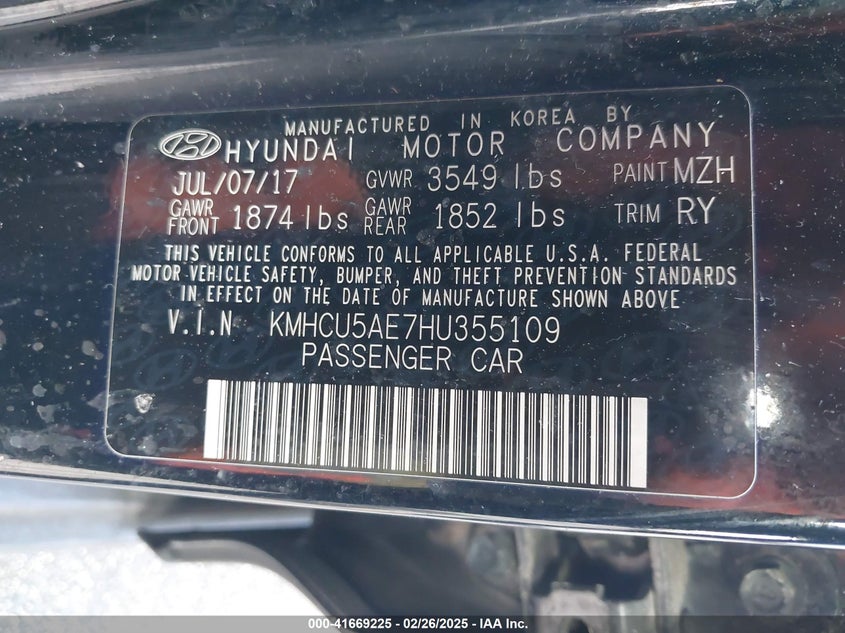 MANUFACTURED IN KOREA BY
HYUNDAI MOTOR COMPANY
JUL/07/17 GVWR 3549 lbs PAINT MZH
GAWR FRONT 1874 lbs GAWR REAR 1852 lbs TRIM RY
THIS VEHICLE CONFORMS TO ALL APPLICABLE U.S.A. FEDERAL
MOTOR VEHICLE SAFETY, BUMPER, AND THEFT PREVENTION STANDARDS
IN EFFECT ON THE DATE OF MANUFACTURE SHOWN ABOVE
V.I.N KMHCU5AE7HU355109
PASSENGER CAR
000-41669225 - 02/26/2025 - IAA Inc.